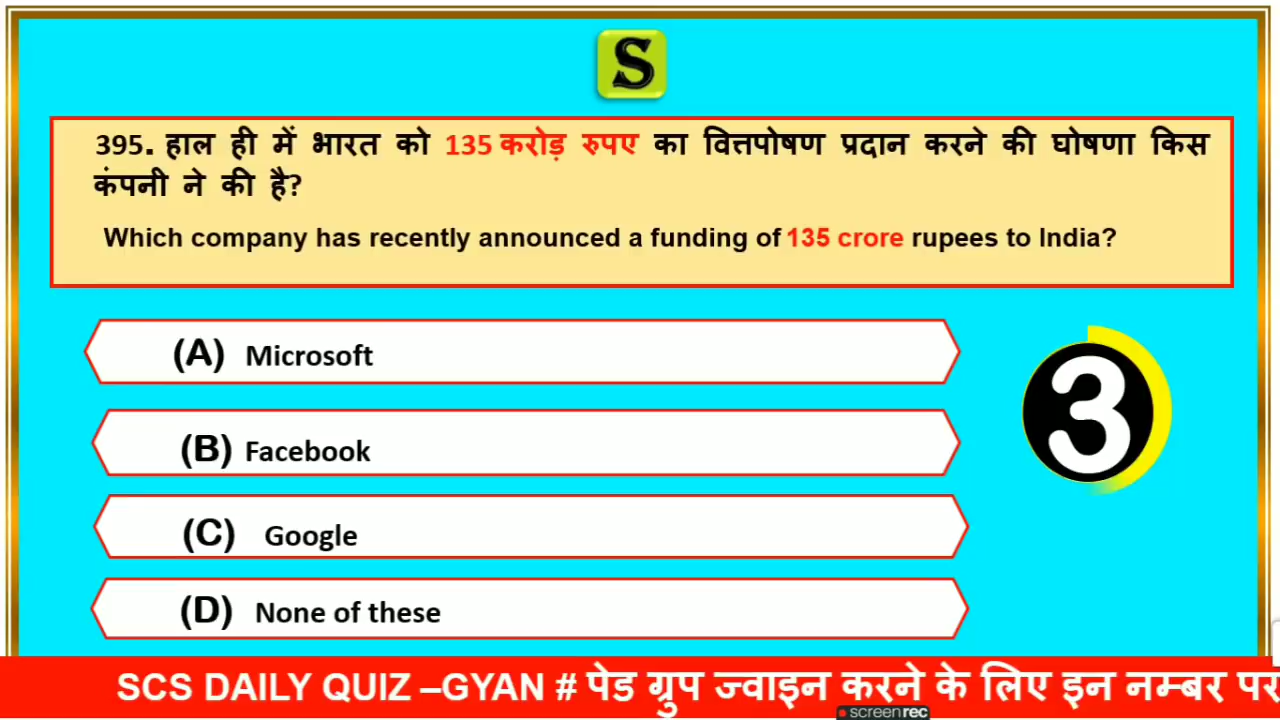 S
395. हाल ही में भारत को 135 करोड़ रुपए का वित्तपोषण प्रदान करने की घोषणा किस
कंपनी ने की है?
Which company has recently announced a funding of 135 crore rupees to India?
(A) Microsoft
3
(B) Facebook
(C) Google
(D) None of these
SCS DAILY QUIZ –GYAN # पेड ग्रुप ज्वाइन करने के लिए इन नम्बर पर
screenrec